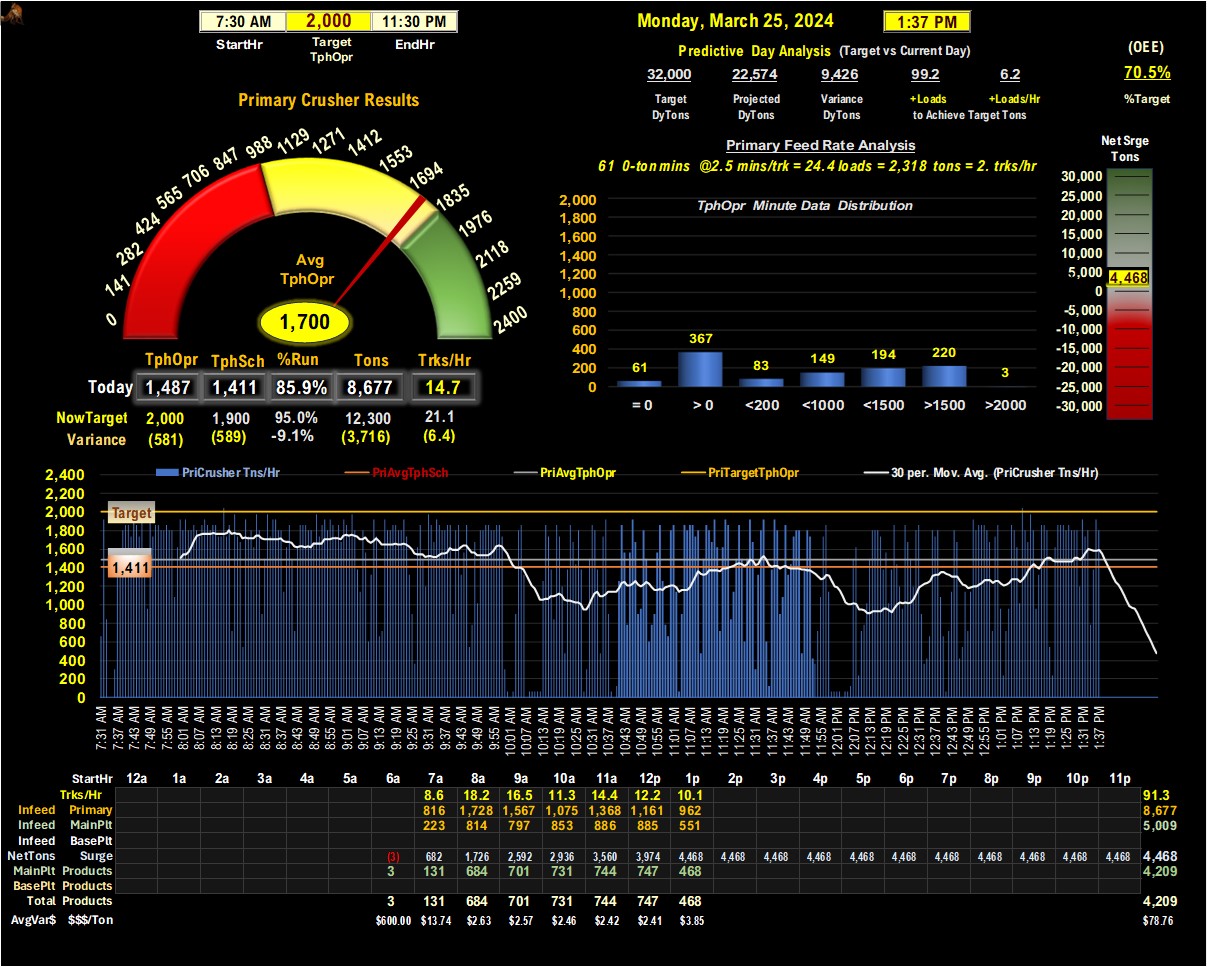 7:30 AM 2,000 11:30 PM
StartHr Target TphOpr EndHr
Monday, March 25, 2024 1:37 PM
Predictive Day Analysis (Target vs Current Day)
(OEE)
32,000 22,574 9,426 99.2 6.2
70.5%
Target Projected Variance +Loads +Loads/Hr
%Target
DyTons DyTons DyTons to Achieve Target Tons
Primary Crusher Results
0 141 282 424 565 706 847 988 1129 1271 1412 1553 1694 1835 1976 2118 2259 2400
Avg
TphOpr
1,700
TphOpr TphSch %Run Tons Trks/Hr
Today 1,487 1,411 85.9% 8,677 14.7
NowTarget 2,000 1,900 95.0% 12,300 21.1
Variance (581) (589) -9.1% (3,716) (6.4)
Primary Feed Rate Analysis
61 0-ton mins @2.5 mins/trk = 24.4 loads = 2,318 tons = 2. trks/hr
TphOpr Minute Data Distribution
2,000
1,800
1,600
1,400
1,200
1,000
800
600
400
200
0
61 367 83 149 194 220 3
= 0 > 0 <200 <1000 <1500 >1500 >2000
Net Srge
Tons
30,000
25,000
20,000
15,000
10,000
5,000
4,468
0
-5,000
-10,000
-15,000
-20,000
-25,000
-30,000
PriCrusher Tns/Hr PriAvgTphSch PriAvgTphOpr PriTargetTphOpr 30 per. Mov. Avg. (PriCrusher Tns/Hr)
2,400
2,200
2,000
1,800
1,600
1,400
1,200
1,000
800
600
400
200
0
Target
1,411
7:31 AM 7:37 AM 7:43 AM 7:49 AM 7:55 AM 8:01 AM 8:07 AM 8:13 AM 8:19 AM 8:25 AM 8:31 AM 8:37 AM 8:43 AM 8:49 AM 8:55 AM 9:01 AM 9:07 AM 9:13 AM 9:19 AM 9:25 AM 9:31 AM 9:37 AM 9:43 AM 9:49 AM 9:55 AM 10:01 AM 10:07 AM 10:13 AM 10:19 AM 10:25 AM 10:31 AM 10:37 AM 10:43 AM 10:49 AM 10:55 AM 11:01 AM 11:07 AM 11:13 AM 11:19 AM 11:25 AM 11:31 AM 11:37 AM 11:43 AM 11:49 AM 11:55 AM 12:01 PM 12:07 PM 12:13 PM 12:19 PM 12:25 PM 12:31 PM 12:37 PM 12:43 PM 12:49 PM 12:55 PM 1:01 PM 1:07 PM 1:13 PM 1:19 PM 1:25 PM 1:31 PM 1:37 PM
StartHr 12a 1a 2a 3a 4a 5a 6a 7a 8a 9a 10a 11a 12p 1p 2p 3p 4p 5p 6p 7p 8p 9p 10p 11p
Trks/Hr 8.6 18.2 16.5 11.3 14.4 12.2 10.1 91.3
Infeed Primary 816 1,728 1,567 1,075 1,368 1,161 962 8,677
Infeed MainPlt 223 814 797 853 886 885 551 5,009
Infeed BasePlt
NetTons Surge (3) 682 1,726 2,592 2,936 3,560 3,974 4,468 4,468 4,468 4,468 4,468 4,468 4,468 4,468 4,468 4,468 4,468 4,468
MainPlt Products 3 131 684 701 731 744 747 468 4,209
BasePlt Products
Total Products 3 131 684 701 731 744 747 468 4,209
AvgVar$ $$$/Ton $600.00 $13.74 $2.63 $2.57 $2.46 $2.42 $2.41 $3.85 $78.76